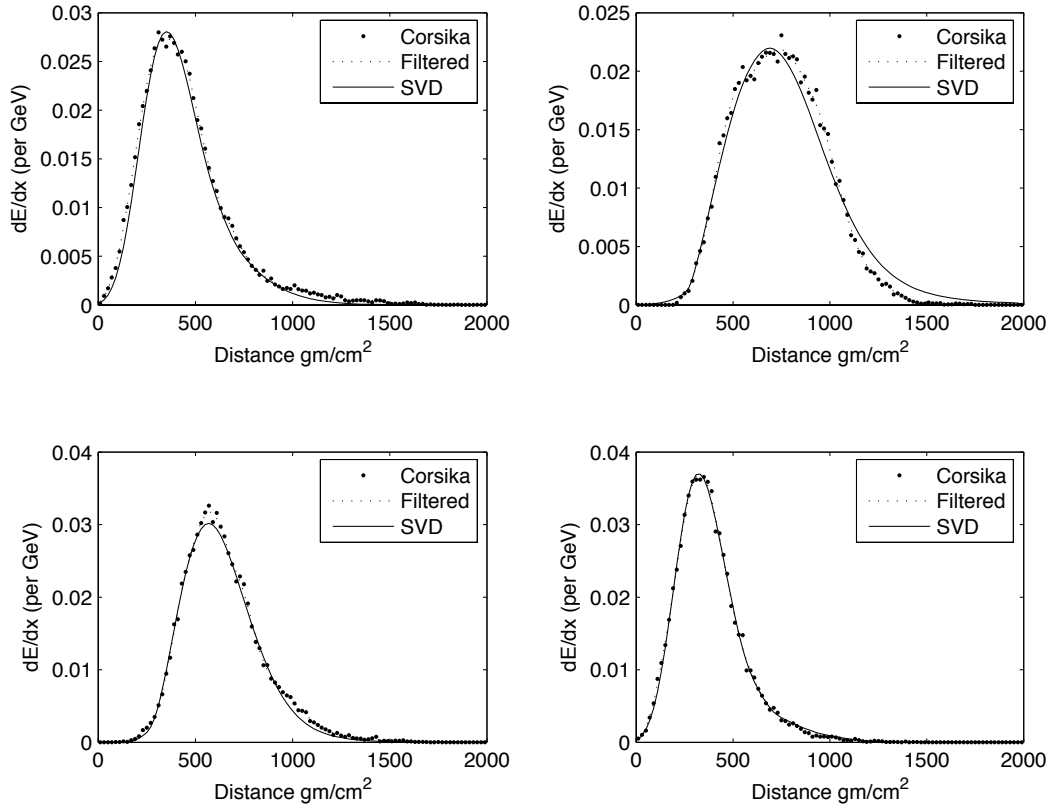 0.03
0.025
0.02
0.015
0.01
0.005
0
0 500 1000 1500 2000
Distance gm/cm²
dE/dx (per GeV)
Corsika
Filtered
SVD
0.025
0.02
0.015
0.01
0.005
0
0 500 1000 1500 2000
Distance gm/cm²
dE/dx (per GeV)
Corsika
Filtered
SVD
0.04
0.03
0.02
0.01
0
0 500 1000 1500 2000
Distance gm/cm²
dE/dx (per GeV)
Corsika
Filtered
SVD
0.04
0.03
0.02
0.01
0
0 500 1000 1500 2000
Distance gm/cm²
dE/dx (per GeV)
Corsika
Filtered
SVD